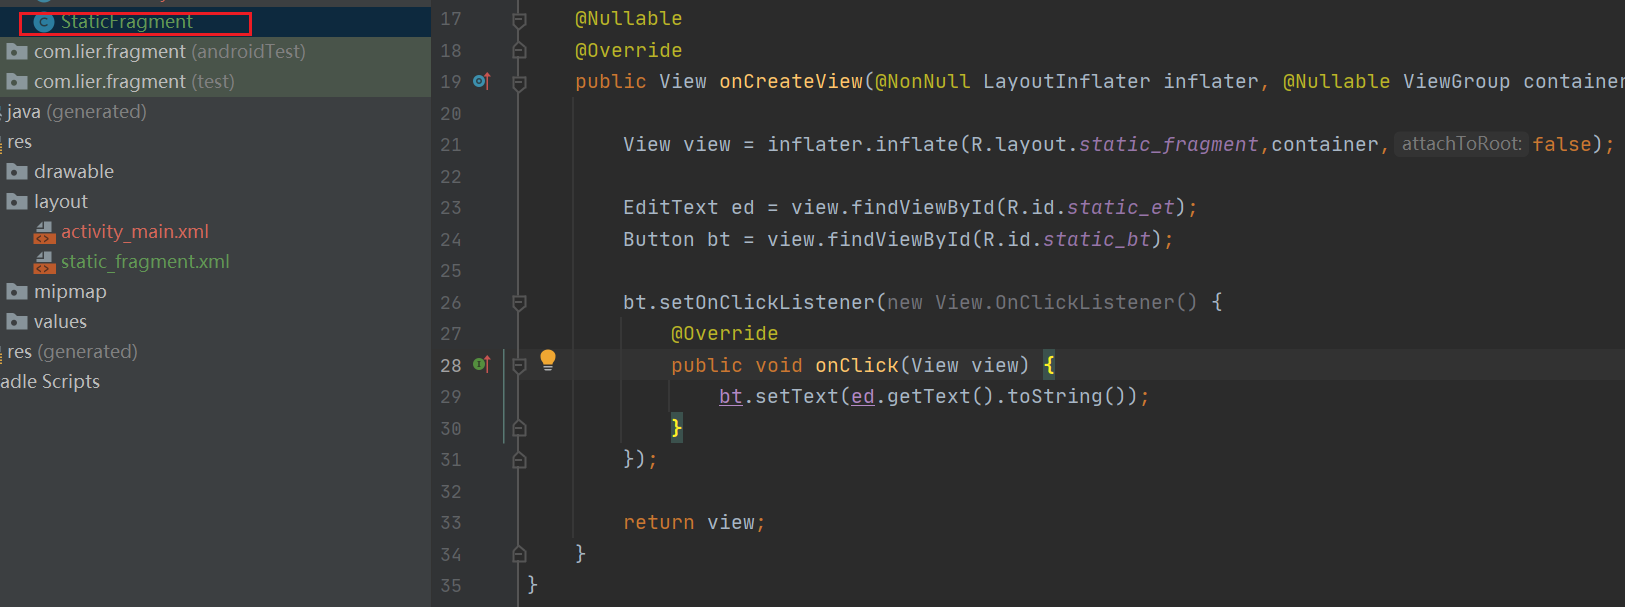 StaticFragment
com.lier.fragment (androidTest)
com.lier.fragment (test)
java (generated)
res
drawable
layout
activity_main.xml
static_fragment.xml
mipmap
values
res (generated)
adle Scripts
17 @Nullable
18 @Override
19 public View onCreateView(@NonNull LayoutInflater inflater, @Nullable ViewGroup container
20
21 View view = inflater.inflate(R.layout.static_fragment,container, attachToRoot: false);
22
23 EditText ed = view.findViewById(R.id.static_et);
24 Button bt = view.findViewById(R.id.static_bt);
25
26 bt.setOnClickListener(new View.OnClickListener() {
27 @Override
28 public void onClick(View view) {
29 bt.setText(ed.getText().toString());
30 }
31 });
32
33 return view;
34 }
35 }